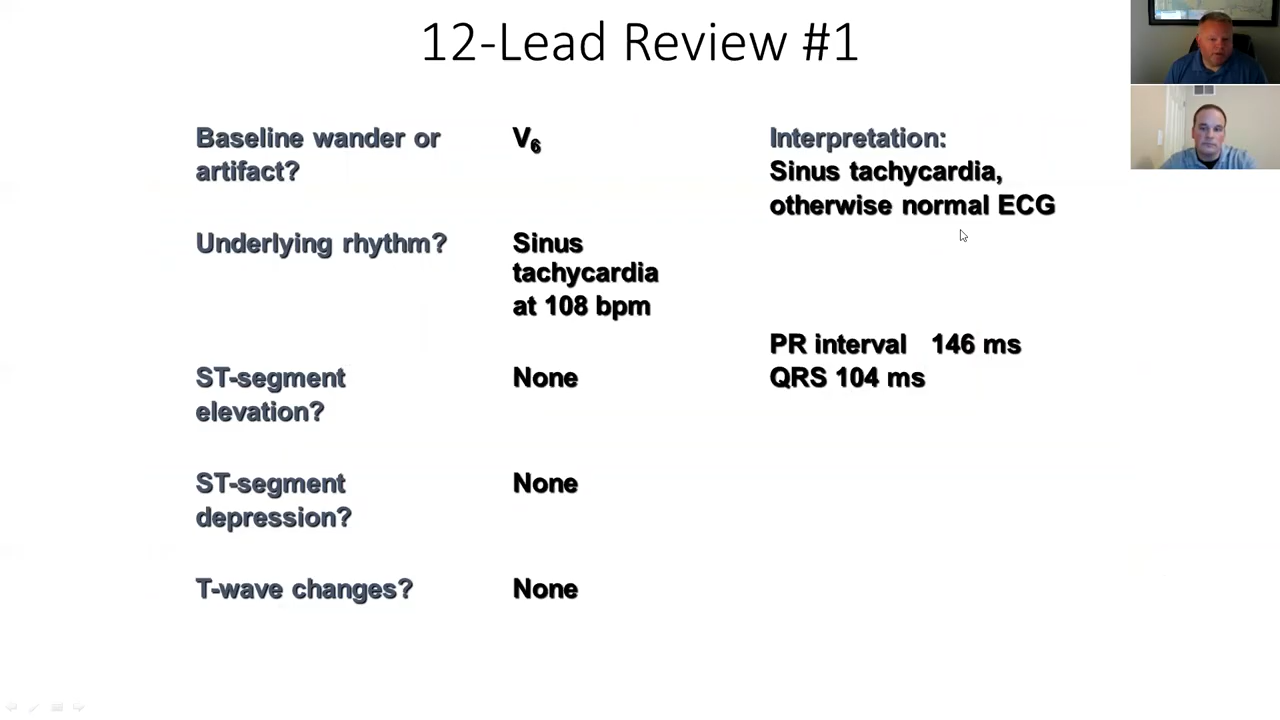 12-Lead Review #1
Baseline wander or
artifact?
V6
Underlying rhythm?
Sinus
tachycardia
at 108 bpm
ST-segment
elevation?
None
ST-segment
depression?
None
T-wave changes?
None
Interpretation:
Sinus tachycardia,
otherwise normal ECG
PR interval 146 ms
QRS 104 ms